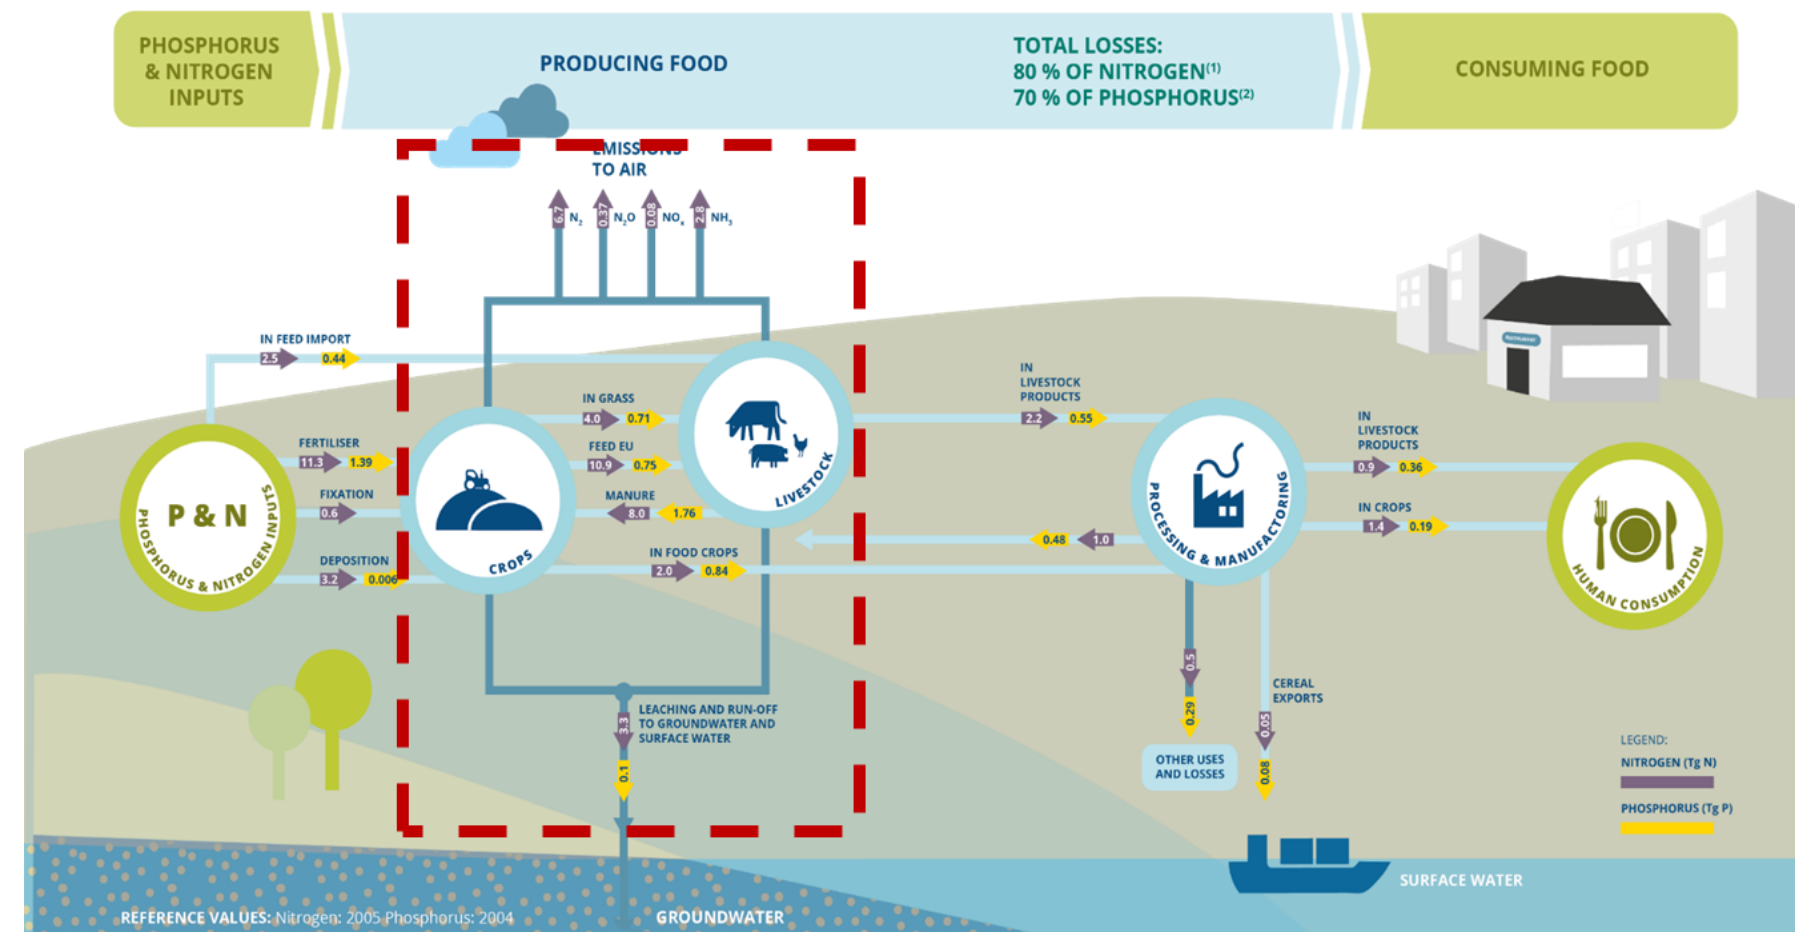 PHOSPHORUS
& NITROGEN
INPUTS
PRODUCING FOOD
TOTAL LOSSES:
80 % OF NITROGEN(1)
70 % OF PHOSPHORUS(2)
CONSUMING FOOD
EMISSIONS
TO AIR
6.7 N2
0.37 N2O
0.08 NOx
2.8 NH3
IN FEED IMPORT
2.5 0.44
FERTILISER
11.3 1.39
FIXATION
0.6
DEPOSITION
3.2 0.006
P & N
PHOSPHORUS & NITROGEN INPUTS
CROPS
IN GRASS
4.0 0.71
FEED EU
10.9 0.75
MANURE
8.0 1.76
IN FOOD CROPS
2.0 0.84
LIVESTOCK
IN
LIVESTOCK
PRODUCTS
2.2 0.55
0.48 1.0
PROCESSING & MANUFACTURING
IN
LIVESTOCK
PRODUCTS
0.9 0.36
IN CROPS
1.4 0.19
HUMAN CONSUMPTION
LEACHING AND RUN-OFF
TO GROUNDWATER AND
SURFACE WATER
3.3
0.1
0.5
0.29
OTHER USES
AND LOSSES
CEREAL
EXPORTS
0.05
0.08
LEGEND:
NITROGEN (Tg N)
PHOSPHORUS (Tg P)
SURFACE WATER
REFERENCE VALUES: Nitrogen: 2005 Phosphorus: 2004
GROUNDWATER